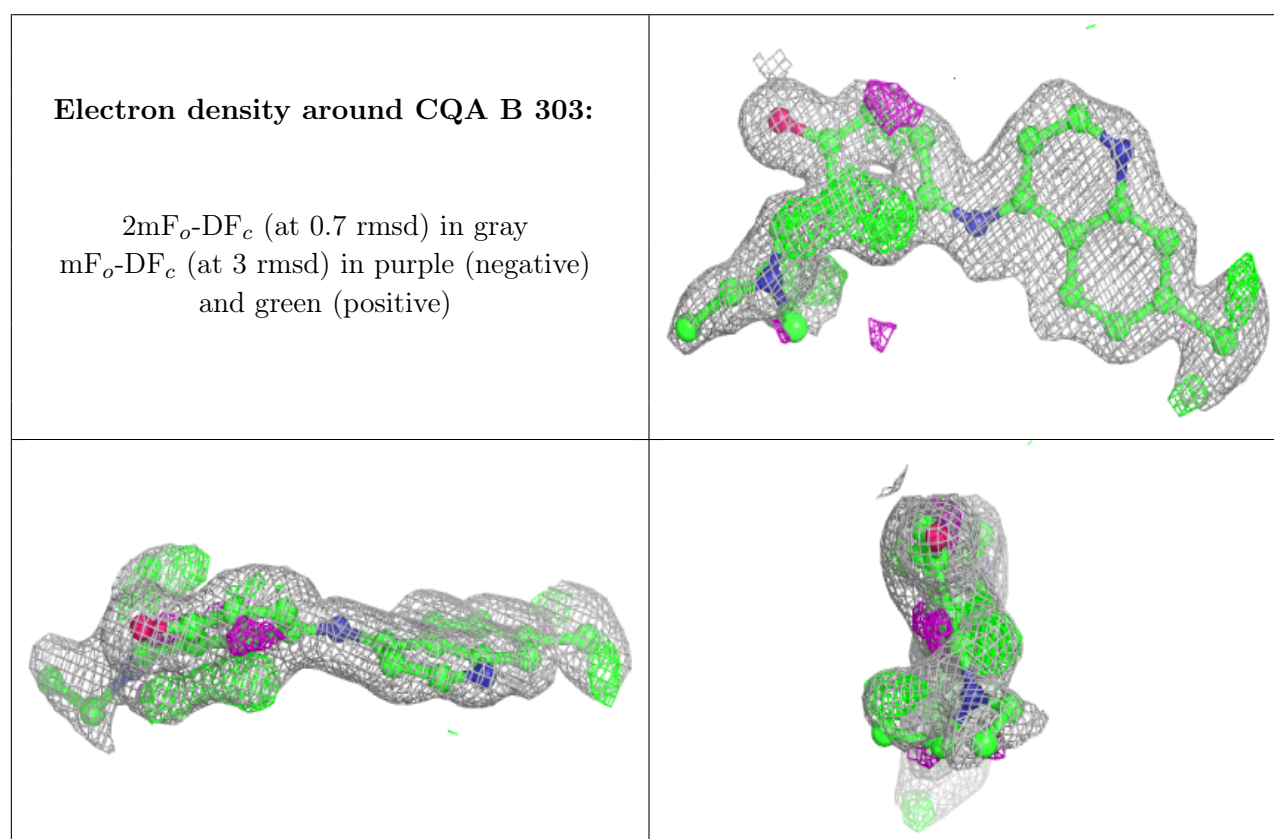 Electron density around CQA B 303:
2mFo-DFc (at 0.7 rmsd) in gray
mFo-DFc (at 3 rmsd) in purple (negative)
and green (positive)